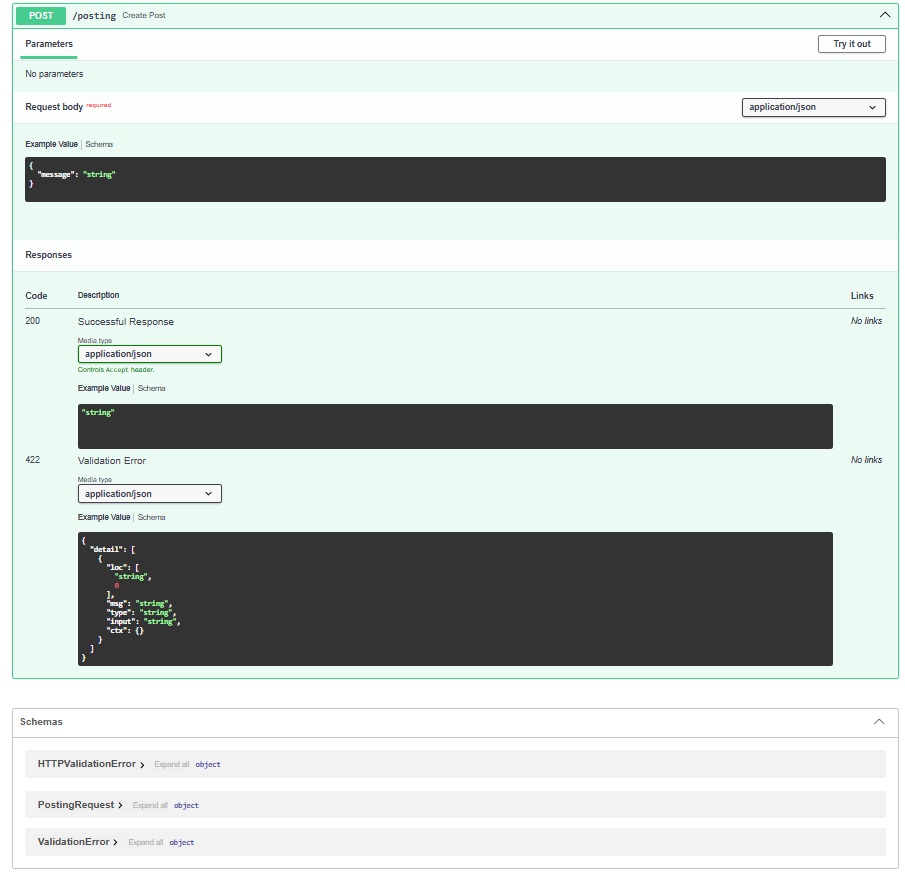 POST /posting Create Post
Parameters Try it out
No parameters
Request body required application/json
Example Value | Schema
{
"message": "string"
}
Responses
Code Description Links
200 Successful Response No links
Media type
application/json
Controls Accept header.
Example Value | Schema
"string"
422 Validation Error No links
Media type
application/json
Example Value | Schema
{
"detail": [
{
"loc": [
"string",
0
],
"msg": "string",
"type": "string",
"input": "string",
"ctx": {}
}
]
}
Schemas
HTTPValidationError Expand all object
PostingRequest Expand all object
ValidationError Expand all object